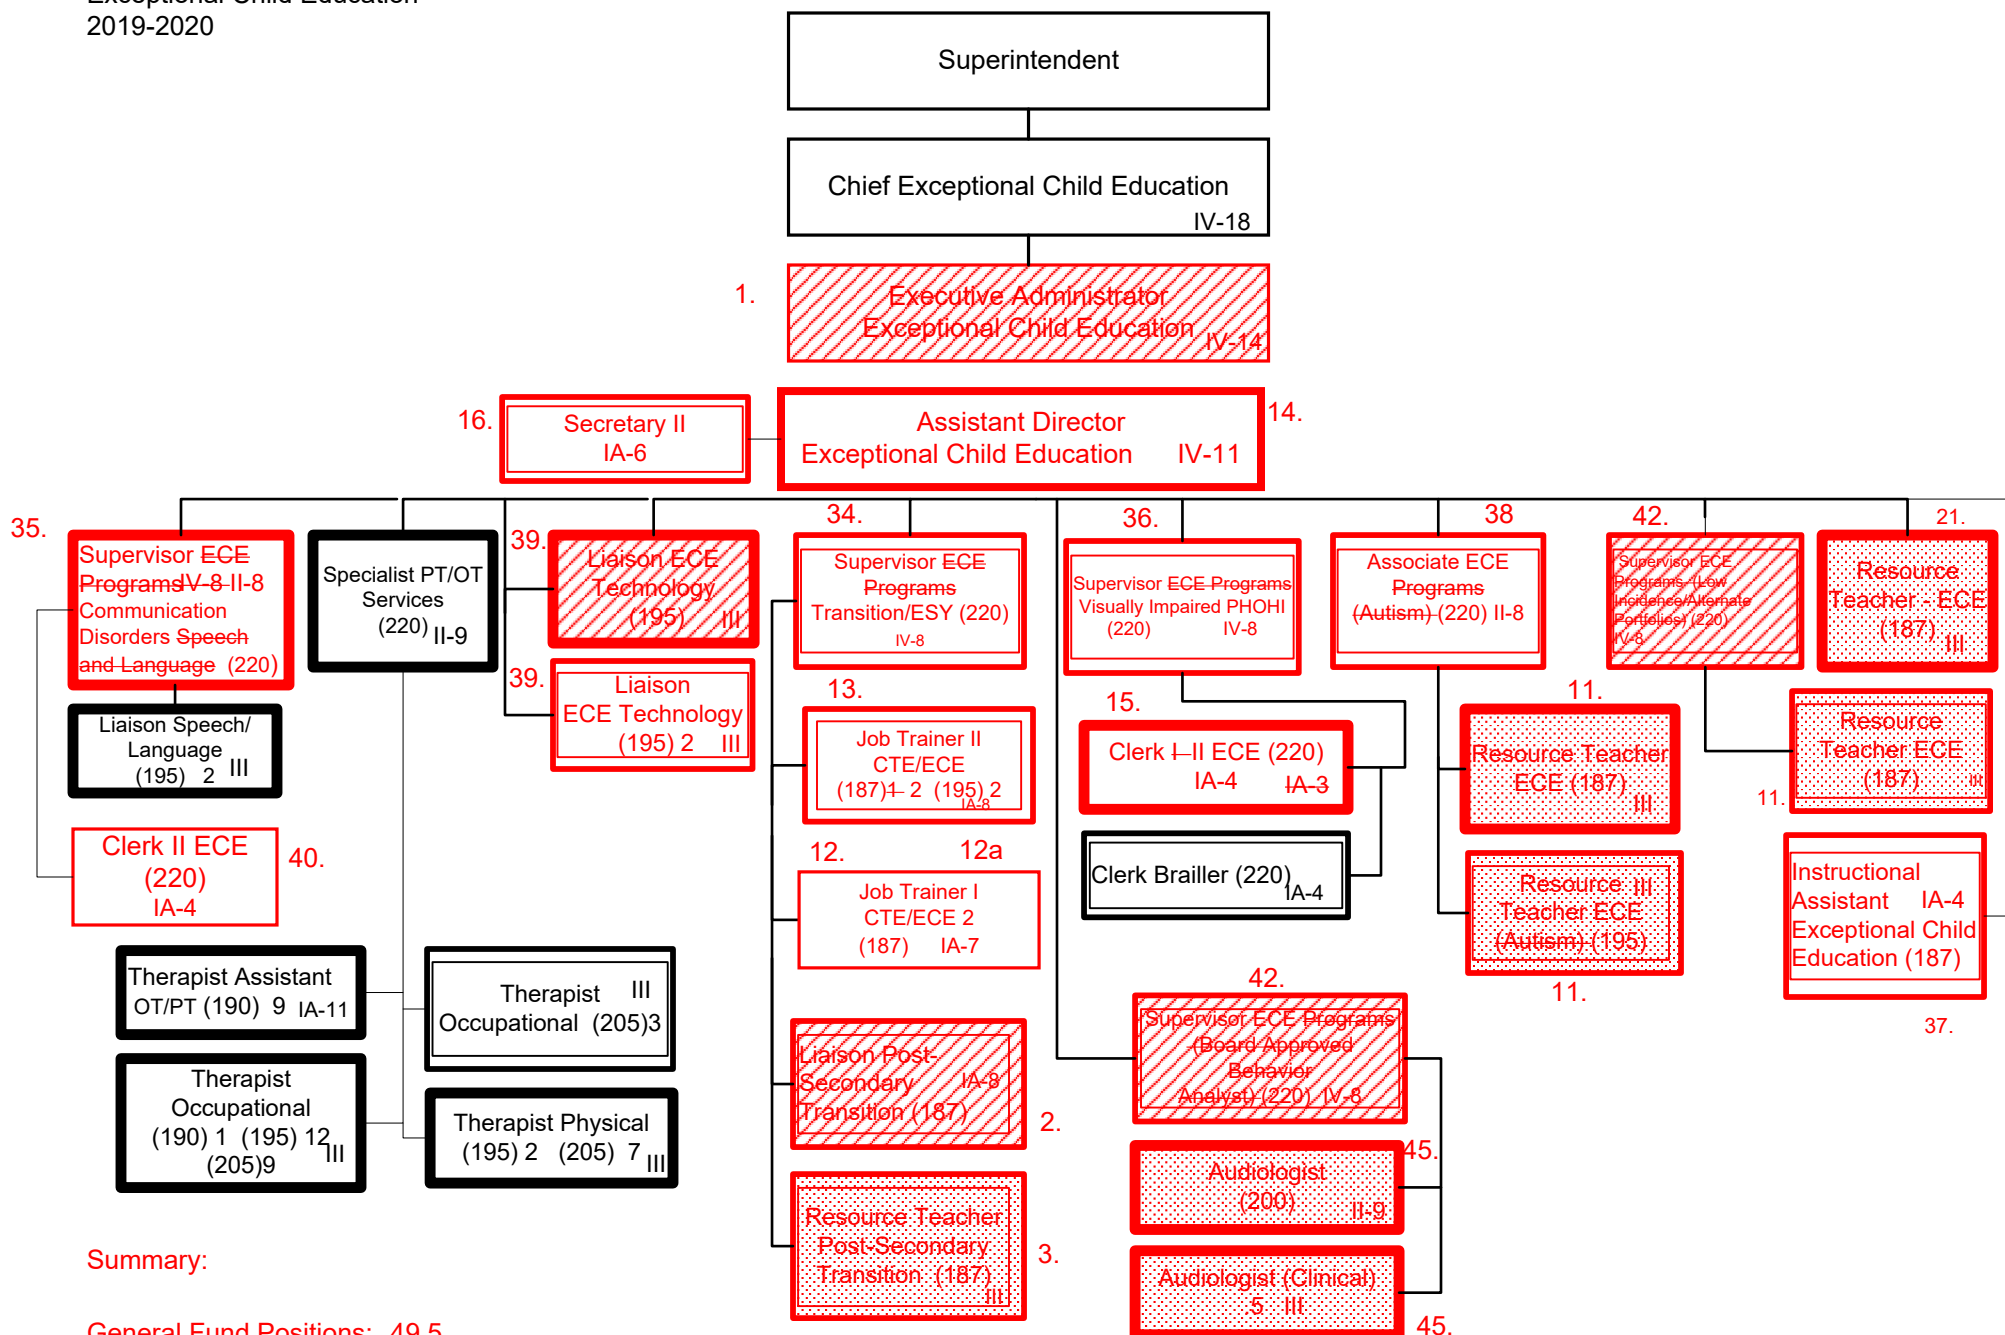 Exceptional Child Education
2019-2020
Superintendent
Chief Exceptional Child Education
IV-18
1.
Executive Administrator
Exceptional Child Education
IV-14
16.
Secretary II
IA-6
Assistant Director
Exceptional Child Education IV-11
14.
35.
Supervisor ECE
Programs IV-8 II-8
Communication
Disorders Speech
and Language (220)
Specialist PT/OT
Services
(220) II-9
39.
Liaison ECE
Technology
(195) III
39.
Liaison
ECE Technology
(195) 2 III
34.
Supervisor ECE
Programs
Transition/ESY (220)
IV-8
36.
Supervisor ECE Programs
Visually Impaired PHOHI
(220) IV-8
38
Associate ECE
Programs
(Autism) (220) II-8
42.
Supervisor ECE
Programs (Low
Incidence/Alternate
Portfolios) (220)
IV-8
21.
Resource
Teacher - ECE
(187)
III
Liaison Speech/
Language
(195) 2 III
Clerk II ECE
(220)
IA-4
40.
13.
Job Trainer II
CTE/ECE
(187) 1 2 (195) 2
IA-8
15.
Clerk I II ECE (220)
IA-4 IA-3
Clerk Brailler (220)
IA-4
11.
Resource Teacher
ECE (187)
III
Resource III
Teacher ECE
(Autism) (195)
11.
Resource
Teacher ECE
(187) III
11.
Instructional
Assistant IA-4
Exceptional Child
Education (187)
37.
12. 12a
Job Trainer I
CTE/ECE 2
(187) IA-7
Therapist Assistant
OT/PT (190) 9 IA-11
Therapist III
Occupational (205)3
Therapist
Occupational
(190) 1 (195) 12
(205)9 III
Therapist Physical
(195) 2 (205) 7 III
Liaison Post-
Secondary IA-8
Transition (187)
2.
Resource Teacher
Post-Secondary
Transition (187)
III
3.
42.
Supervisor ECE Programs
(Board Approved
Behavior
Analyst) (220) IV-8
45.
Audiologist
(200)
II-9
Audiologist (Clinical)
5 III
45.
Summary:
General Fund Positions: 49.5